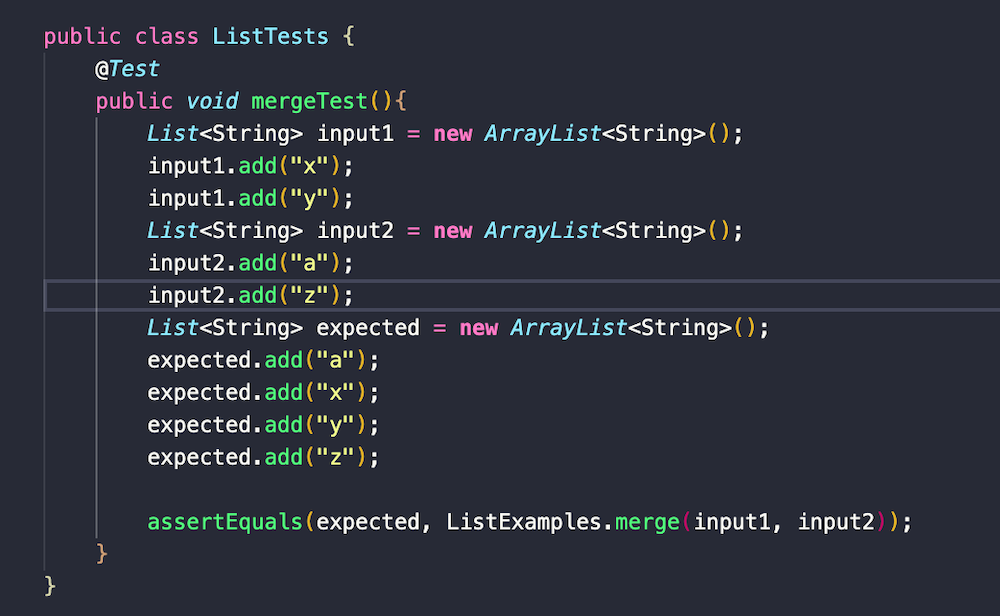 public class ListTests {
@Test
public void mergeTest(){
List<String> input1 = new ArrayList<String>();
input1.add("x");
input1.add("y");
List<String> input2 = new ArrayList<String>();
input2.add("a");
input2.add("z");
List<String> expected = new ArrayList<String>();
expected.add("a");
expected.add("x");
expected.add("y");
expected.add("z");
assertEquals(expected, ListExamples.merge(input1, input2));
}
}